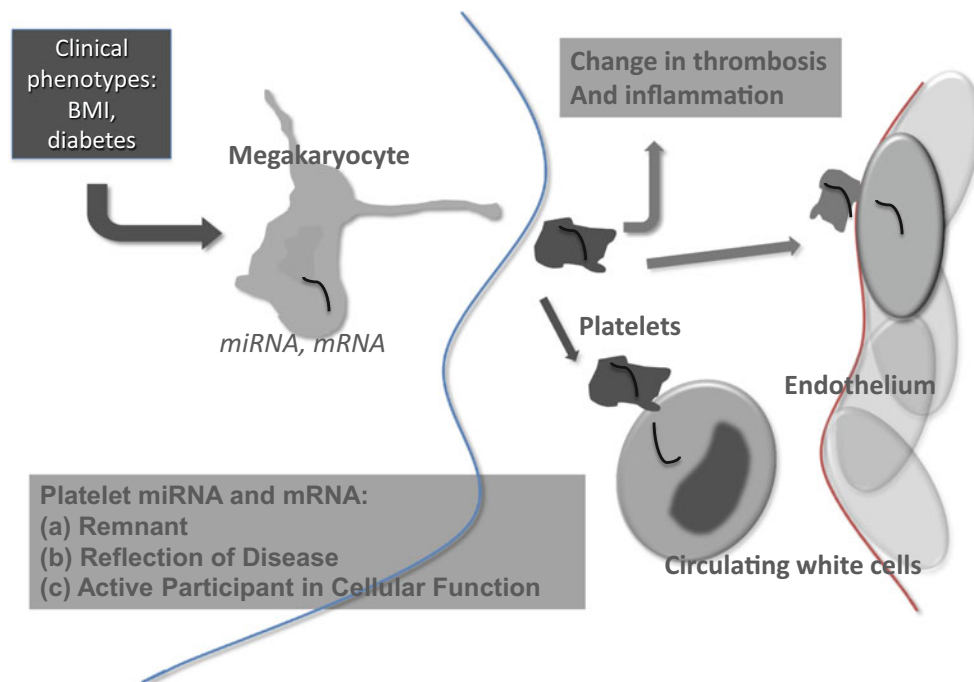 Clinical
phenotypes:
BMI,
diabetes
Megakaryocyte
miRNA, mRNA
Change in thrombosis
And inflammation
Platelets
Endothelium
Circulating white cells
Platelet miRNA and mRNA:
(a) Remnant
(b) Reflection of Disease
(c) Active Participant in Cellular Function